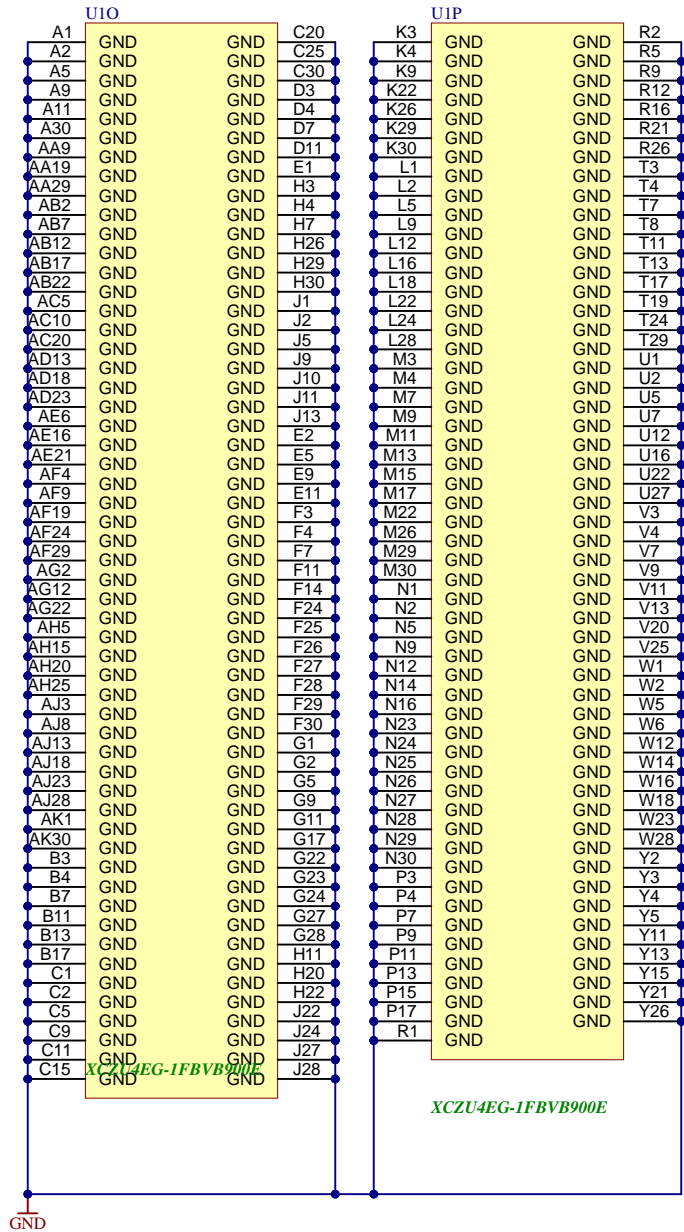 U1O U1P
A1 GND GND C20 K3 GND GND R2
A2 GND GND C25 K4 GND GND R5
A5 GND GND C30 K9 GND GND R9
A9 GND GND D3 K22 GND GND R12
A11 GND GND D4 K26 GND GND R16
A30 GND GND D7 K29 GND GND R21
AA9 GND GND D11 K30 GND GND R26
AA19 GND GND E1 L1 GND GND T3
AA29 GND GND H3 L2 GND GND T4
AB2 GND GND H4 L5 GND GND T7
AB7 GND GND H7 L9 GND GND T8
AB12 GND GND H26 L12 GND GND T11
AB17 GND GND H29 L16 GND GND T13
AB22 GND GND H30 L18 GND GND T17
AC5 GND GND J1 L22 GND GND T19
AC10 GND GND J2 L24 GND GND T24
AC20 GND GND J5 L28 GND GND T29
AD13 GND GND J9 M3 GND GND U1
AD18 GND GND J10 M4 GND GND U2
AD23 GND GND J11 M7 GND GND U5
AE6 GND GND J13 M9 GND GND U7
AE16 GND GND E2 M11 GND GND U12
AE21 GND GND E5 M13 GND GND U16
AF4 GND GND E9 M15 GND GND U22
AF9 GND GND E11 M17 GND GND U27
AF19 GND GND F3 M22 GND GND V3
AF24 GND GND F4 M26 GND GND V4
AF29 GND GND F7 M29 GND GND V7
AG2 GND GND F11 M30 GND GND V9
AG12 GND GND F14 N1 GND GND V11
AG22 GND GND F24 N2 GND GND V13
AH5 GND GND F25 N5 GND GND V20
AH15 GND GND F26 N9 GND GND V25
AH20 GND GND F27 N12 GND GND W1
AH25 GND GND F28 N14 GND GND W2
AJ3 GND GND F29 N16 GND GND W5
AJ8 GND GND F30 N23 GND GND W6
AJ13 GND GND G1 N24 GND GND W12
AJ18 GND GND G2 N25 GND GND W14
AJ23 GND GND G5 N26 GND GND W16
AJ28 GND GND G9 N27 GND GND W18
AK1 GND GND G11 N28 GND GND W23
AK30 GND GND G17 N29 GND GND W28
B3 GND GND G22 N30 GND GND Y2
B4 GND GND G23 P3 GND GND Y3
B7 GND GND G24 P4 GND GND Y4
B11 GND GND G27 P7 GND GND Y5
B13 GND GND G28 P9 GND GND Y11
B17 GND GND H11 P11 GND GND Y13
C1 GND GND H20 P13 GND GND Y15
C2 GND GND H22 P15 GND GND Y21
C5 GND GND J22 P17 GND GND Y26
C9 GND GND J24 R1 GND
C11 GND GND J27
C15 GND GND J28
XCZU4EG-1FBVB900E
XCZU4EG-1FBVB900E
GND